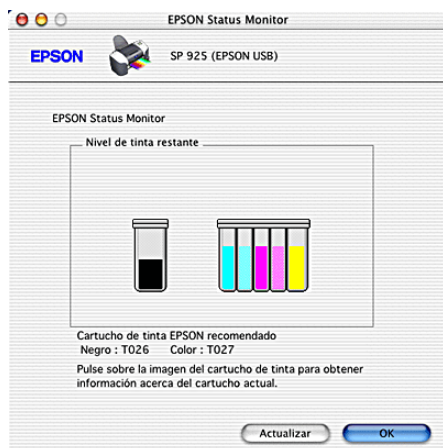 EPSON Status Monitor
EPSON
SP 925 (EPSON USB)
EPSON Status Monitor
Nivel de tinta restante
Cartucho de tinta EPSON recomendado
Negro : T026 Color : T027
Pulse sobre la imagen del cartucho de tinta para obtener
información acerca del cartucho actual.
Actualizar
OK